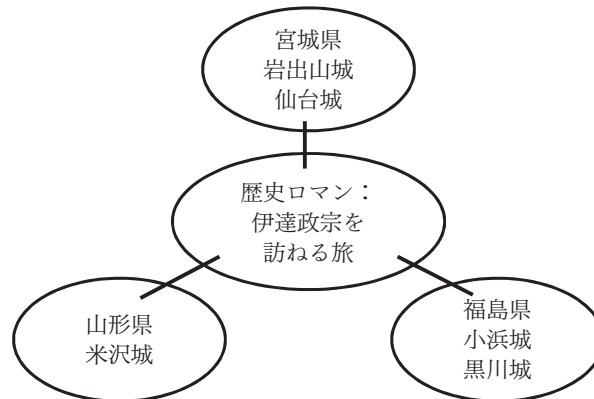 宮城県
岩出山城
仙台城
歴史ロマン：
伊達政宗を
訪ねる旅
山形県
米沢城
福島県
小浜城
黒川城